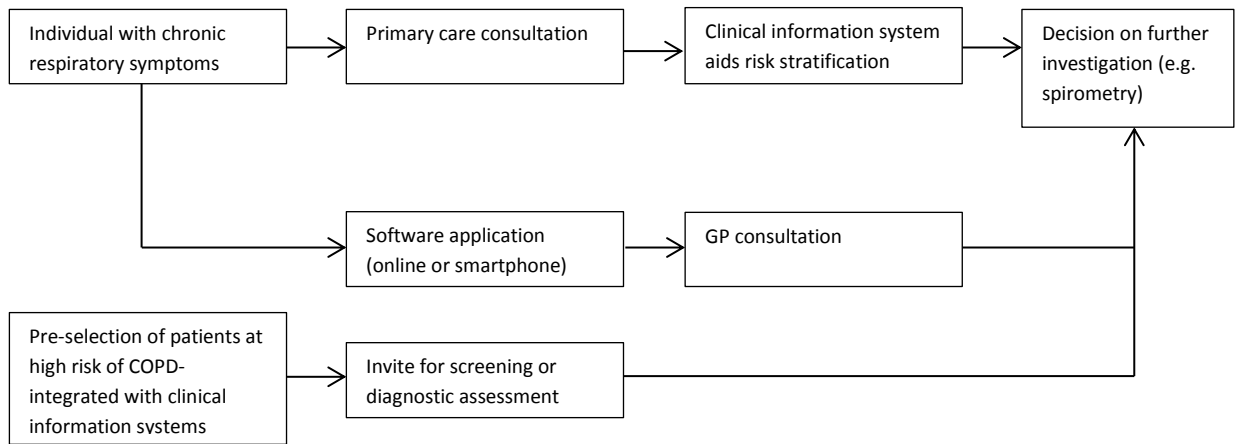 Individual with chronic
respiratory symptoms
Primary care consultation
Clinical information system
aids risk stratification
Decision on further
investigation (e.g.
spirometry)
Software application
(online or smartphone)
GP consultation
Pre-selection of patients at
high risk of COPD-
integrated with clinical
information systems
Invite for screening or
diagnostic assessment